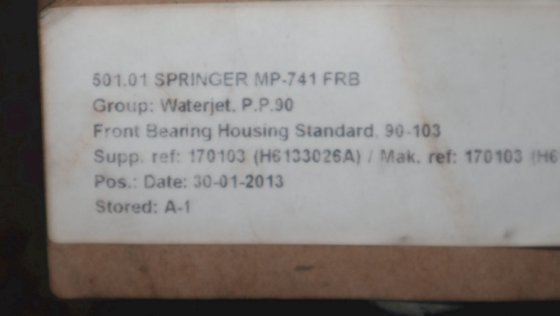 501.01 SPRINGER MP-741 FRB
Group: Waterjet. P.P.90
Front Bearing Housing Standard. 90-103
Supp. ref: 170103 (H6133026A) / Mak. ref: 170103 (H6
Pos.: Date: 30-01-2013
Stored: A-1